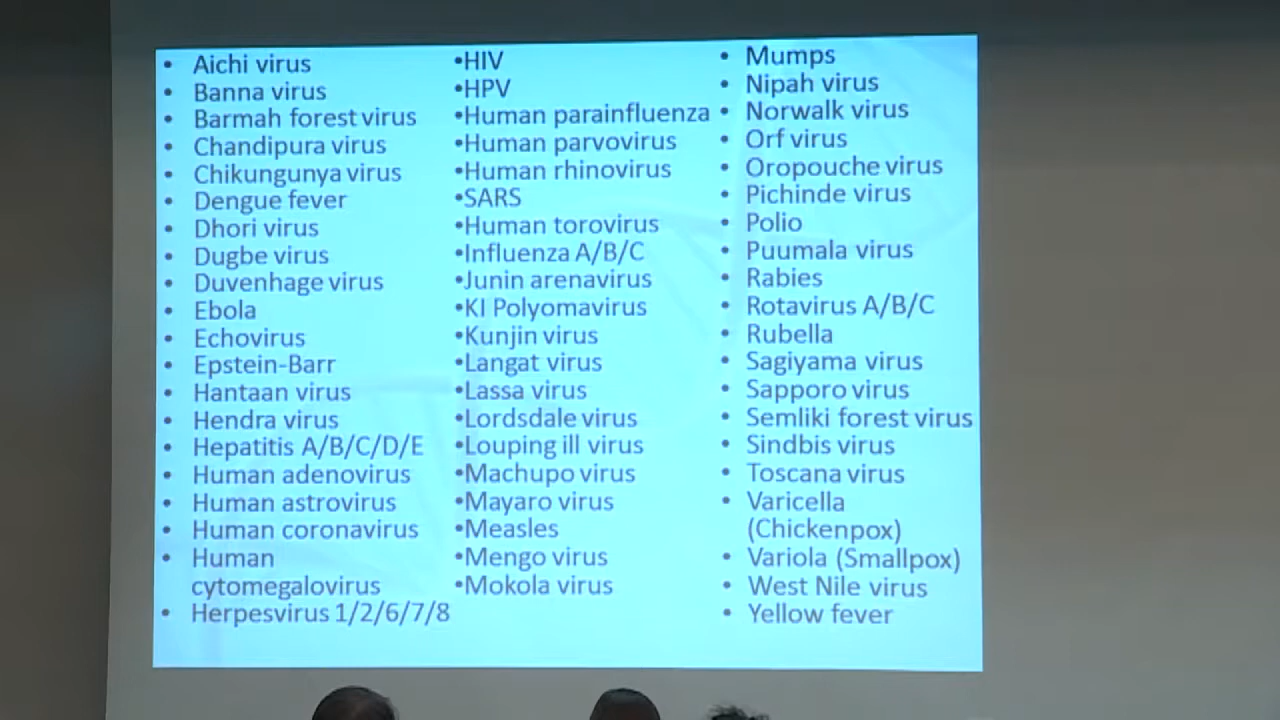 • Aichi virus
• Banna virus
• Barmah forest virus
• Chandipura virus
• Chikungunya virus
• Dengue fever
• Dhori virus
• Dugbe virus
• Duvenhage virus
• Ebola
• Echovirus
• Epstein-Barr
• Hantaan virus
• Hendra virus
• Hepatitis A/B/C/D/E
• Human adenovirus
• Human astrovirus
• Human coronavirus
• Human
cytomegalovirus
• Herpesvirus 1/2/6/7/8
•HIV
•HPV
•Human parainfluenza
•Human parvovirus
•Human rhinovirus
•SARS
•Human torovirus
•Influenza A/B/C
•Junin arenavirus
•KI Polyomavirus
•Kunjin virus
•Langat virus
•Lassa virus
•Lordsdale virus
•Louping ill virus
•Machupo virus
•Mayaro virus
•Measles
•Mengo virus
•Mokola virus
• Mumps
• Nipah virus
• Norwalk virus
• Orf virus
• Oropouche virus
• Pichinde virus
• Polio
• Puumala virus
• Rabies
• Rotavirus A/B/C
• Rubella
• Sagiyama virus
• Sapporo virus
• Semliki forest virus
• Sindbis virus
• Toscana virus
• Varicella
(Chickenpox)
• Variola (Smallpox)
• West Nile virus
• Yellow fever